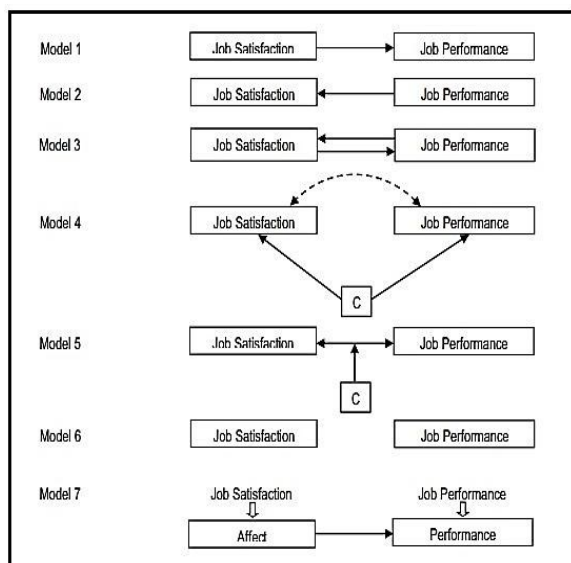 Model 1 Job Satisfaction Job Performance
Model 2 Job Satisfaction Job Performance
Model 3 Job Satisfaction Job Performance
Model 4 Job Satisfaction Job Performance
C
Model 5 Job Satisfaction Job Performance
C
Model 6 Job Satisfaction Job Performance
Model 7 Job Satisfaction Job Performance
Affect Performance